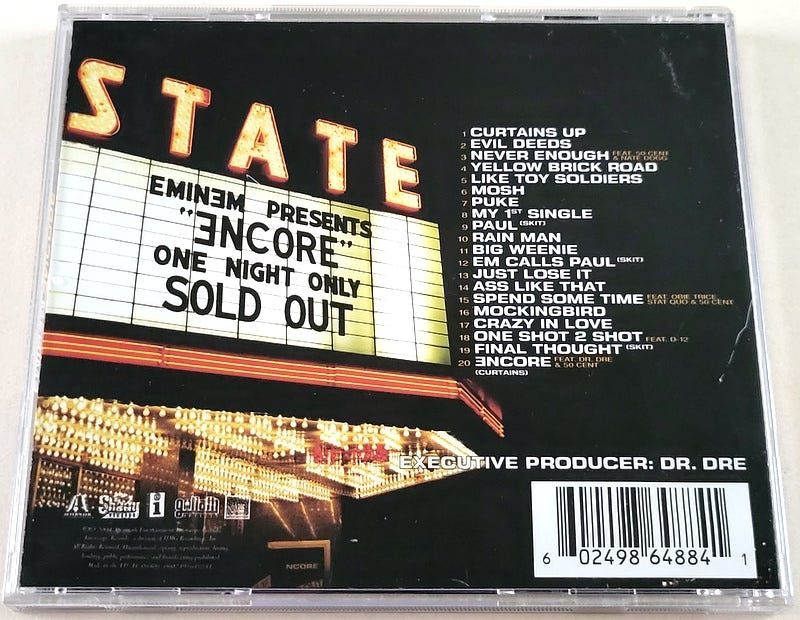 STATE
EMINƎM PRESENTS
"ƎNCORE"
ONE NIGHT ONLY
SOLD OUT
1 CURTAINS UP
2 EVIL DEEDS
3 NEVER ENOUGH FEAT. 50 CENT & NATE DOGG
4 YELLOW BRICK ROAD
5 LIKE TOY SOLDIERS
6 MOSH
7 PUKE
8 MY 1ST SINGLE
9 PAUL (SKIT)
10 RAIN MAN
11 BIG WEENIE
12 EM CALLS PAUL (SKIT)
13 JUST LOSE IT
14 ASS LIKE THAT
15 SPEND SOME TIME FEAT. OBIE TRICE, STAT QUO & 50 CENT
16 MOCKINGBIRD
17 CRAZY IN LOVE
18 ONE SHOT 2 SHOT FEAT. D-12
19 FINAL THOUGHT (SKIT)
20 ƎNCORE FEAT. DR. DRE & 50 CENT
(CURTAINS)
EXECUTIVE PRODUCER: DR. DRE
Shady
goliath
NCORE
6 02498 64884 1